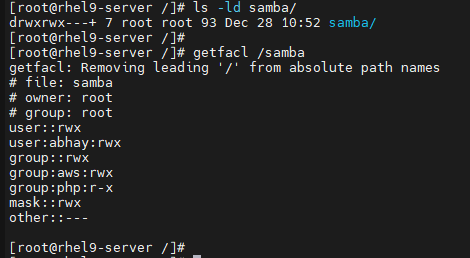 [root@rhel9-server /]# ls -ld samba/
drwxrwx---+ 7 root root 93 Dec 28 10:52 samba/
[root@rhel9-server /]#
[root@rhel9-server /]# getfacl /samba
getfacl: Removing leading '/' from absolute path names
# file: samba
# owner: root
# group: root
user::rwx
user:abhay:rwx
group::rwx
group:aws:rwx
group:php:r-x
mask::rwx
other::---
[root@rhel9-server /]#